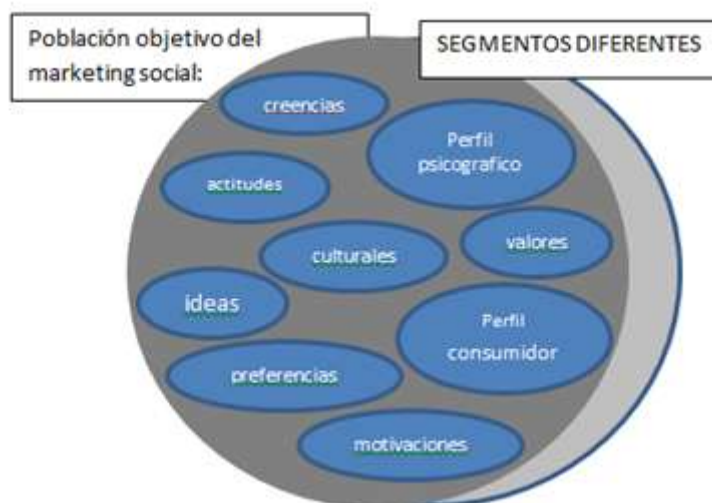 Población objetivo del
marketing social:
SEGMENTOS DIFERENTES
creencias
Perfil
psicografico
actitudes
valores
culturales
ideas
Perfil
consumidor
preferencias
motivaciones